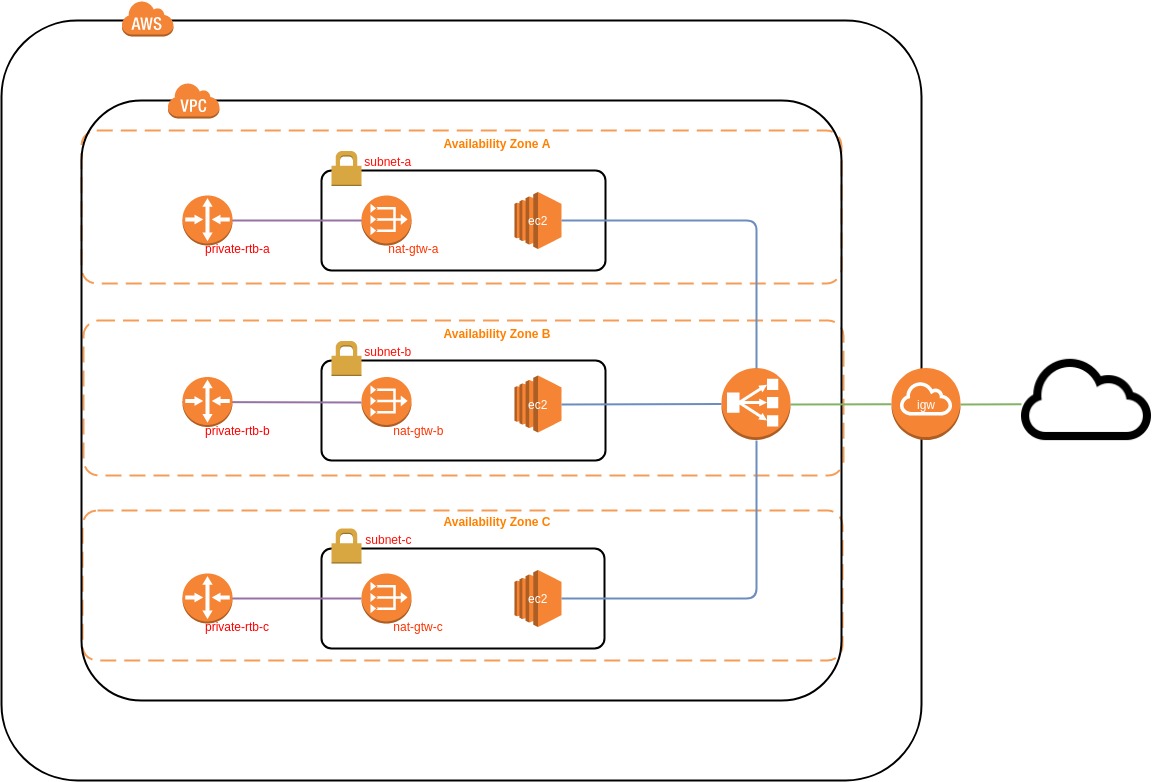 AWS
VPC
Availability Zone A
subnet-a
ec2
private-rtb-a
nat-gtw-a
Availability Zone B
subnet-b
ec2
igw
private-rtb-b
nat-gtw-b
Availability Zone C
subnet-c
ec2
private-rtb-c
nat-gtw-c